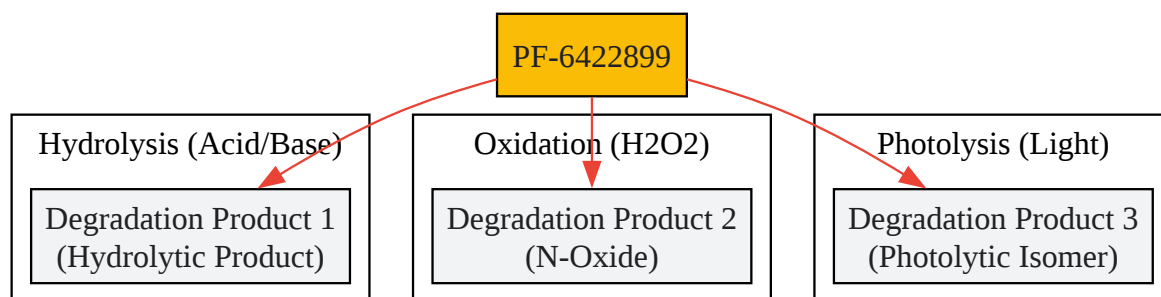 PF-6422899
Hydrolysis (Acid/Base)
Degradation Product 1
(Hydrolytic Product)
Oxidation (H2O2)
Degradation Product 2
(N-Oxide)
Photolysis (Light)
Degradation Product 3
(Photolytic Isomer)